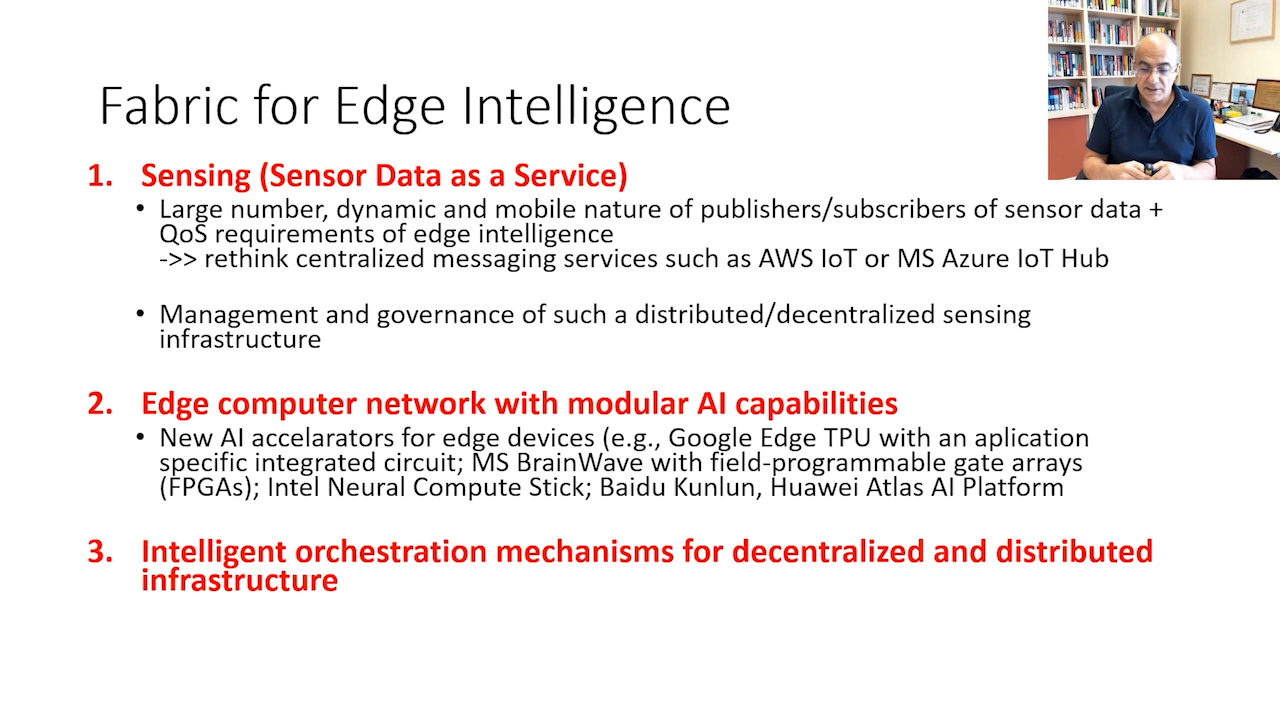 Fabric for Edge Intelligence
1. Sensing (Sensor Data as a Service)
• Large number, dynamic and mobile nature of publishers/subscribers of sensor data +
QoS requirements of edge intelligence
->> rethink centralized messaging services such as AWS IoT or MS Azure IoT Hub
• Management and governance of such a distributed/decentralized sensing
infrastructure
2. Edge computer network with modular AI capabilities
• New AI accelarators for edge devices (e.g., Google Edge TPU with an aplication
specific integrated circuit; MS BrainWave with field-programmable gate arrays
(FPGAs); Intel Neural Compute Stick; Baidu Kunlun, Huawei Atlas AI Platform
3. Intelligent orchestration mechanisms for decentralized and distributed
infrastructure